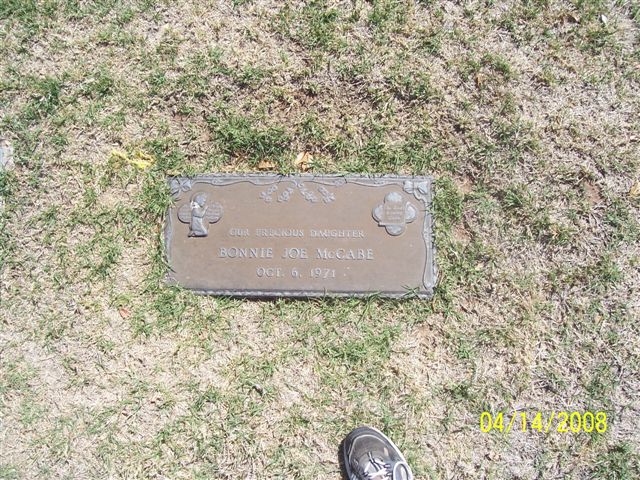 OUR PRECIOUS DAUGHTER
BONNIE JOE McCABE
OCT. 6, 1971
04/14/2008